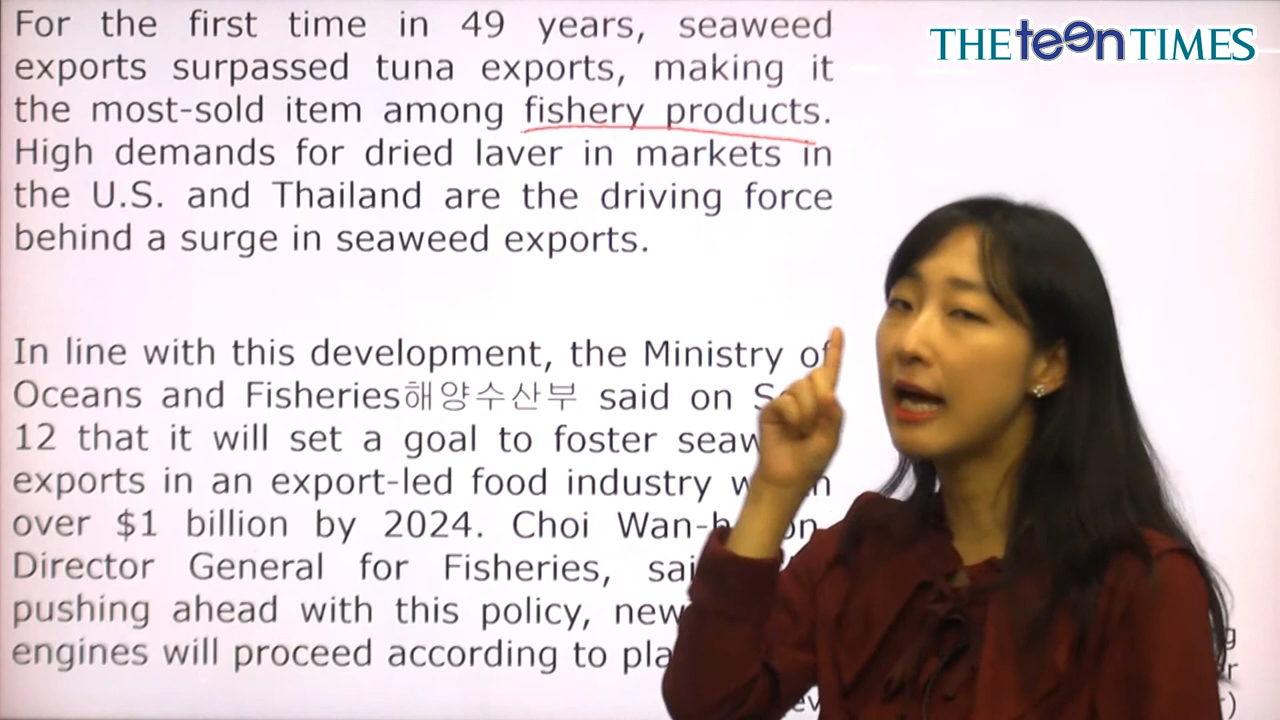 THE teen TIMES
For the first time in 49 years, seaweed
exports surpassed tuna exports, making it
the most-sold item among fishery products.
High demands for dried laver in markets in
the U.S. and Thailand are the driving force
behind a surge in seaweed exports.
In line with this development, the Ministry of
Oceans and Fisheries해양수산부 said on
12 that it will set a goal to foster
exports in an export-led food industry
over $1 billion by 2024. Choi
Director General for Fisheries,
pushing ahead with this policy, new
engines will proceed according to